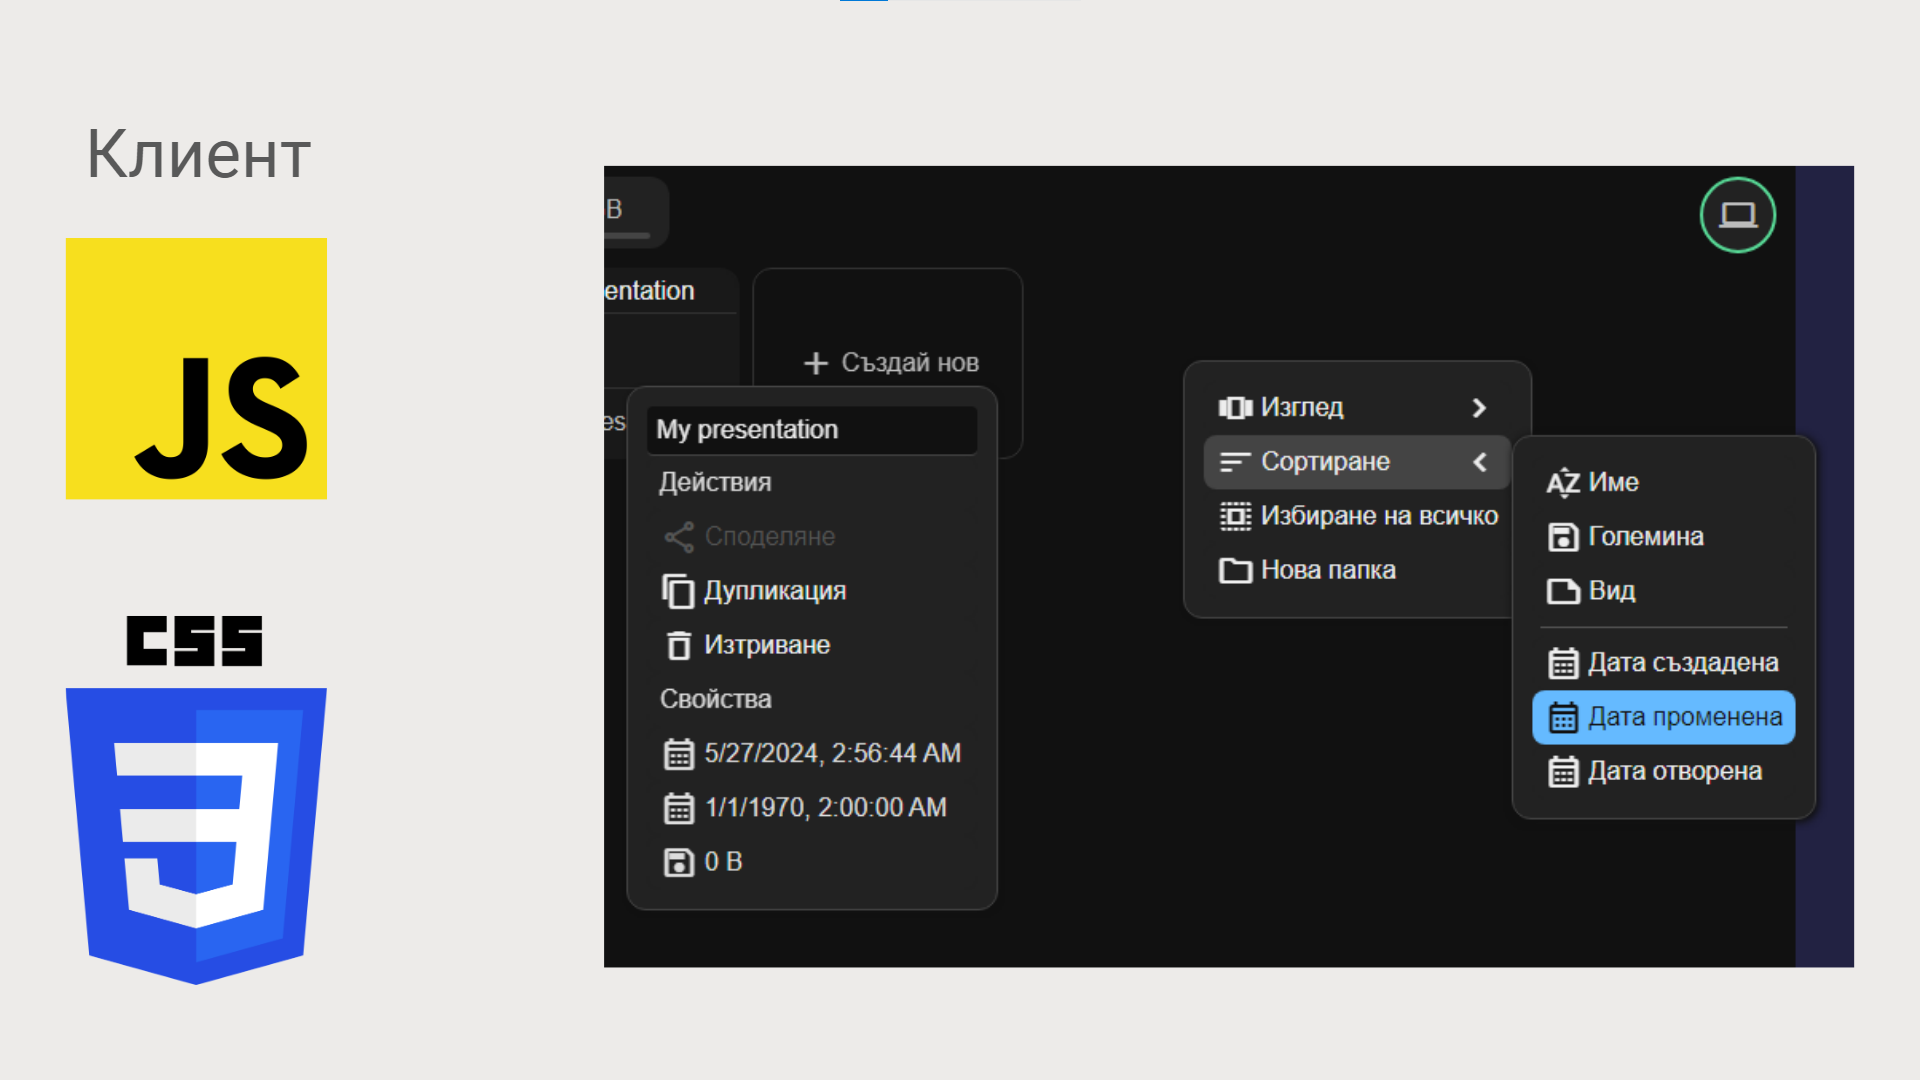 Клиент
JS
CSS
B
entation
Създай нов
es
My presentation
Действия
Споделяне
Дупликация
Изтриване
Свойства
5/27/2024, 2:56:44 AM
1/1/1970, 2:00:00 AM
0 B
Изглед
Сортиране
Избиране на всичко
Нова папка
AZ Име
Големина
Вид
Дата създадена
Дата променена
Дата отворена